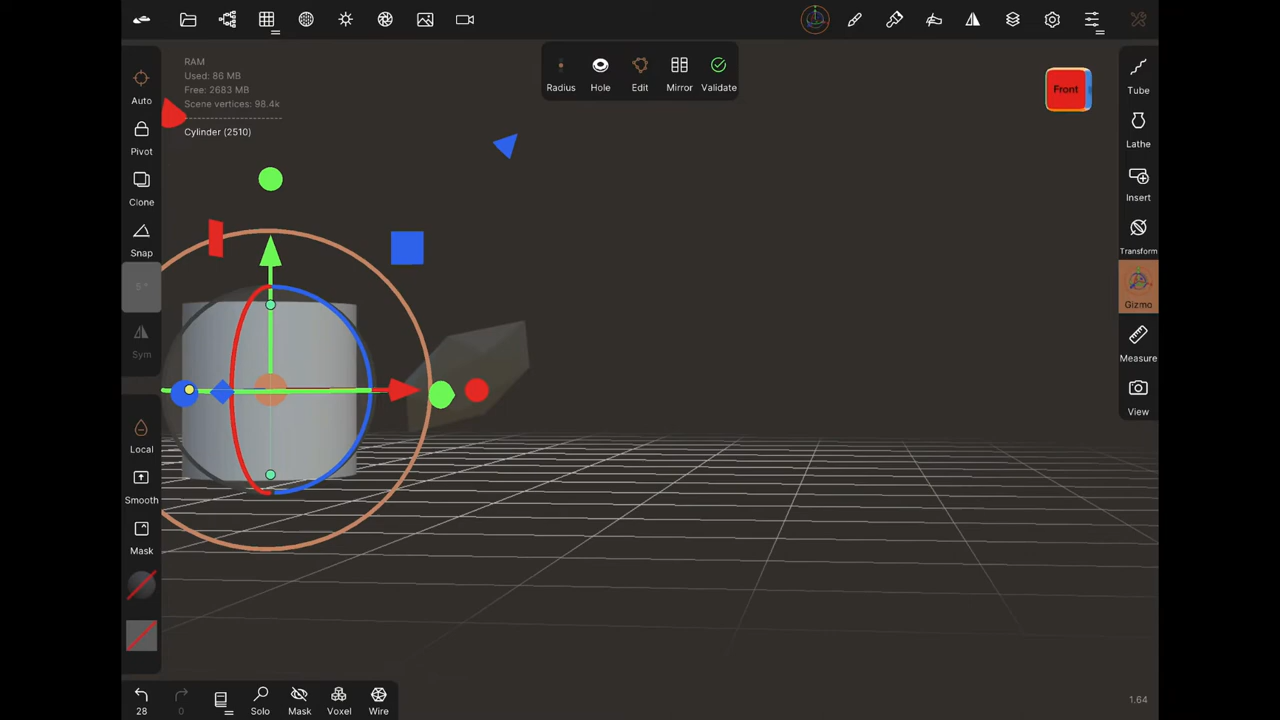 RAM
Used: 86 MB
Free: 2683 MB
Scene vertices: 98.4k
Cylinder (2510)
Radius
Hole
Edit
Mirror
Validate
Front
Auto
Pivot
Clone
Snap
5°
Sym
Local
Smooth
Mask
Tube
Lathe
Insert
Transform
Gizmo
Measure
View
28
0
Solo
Mask
Voxel
Wire
1.64